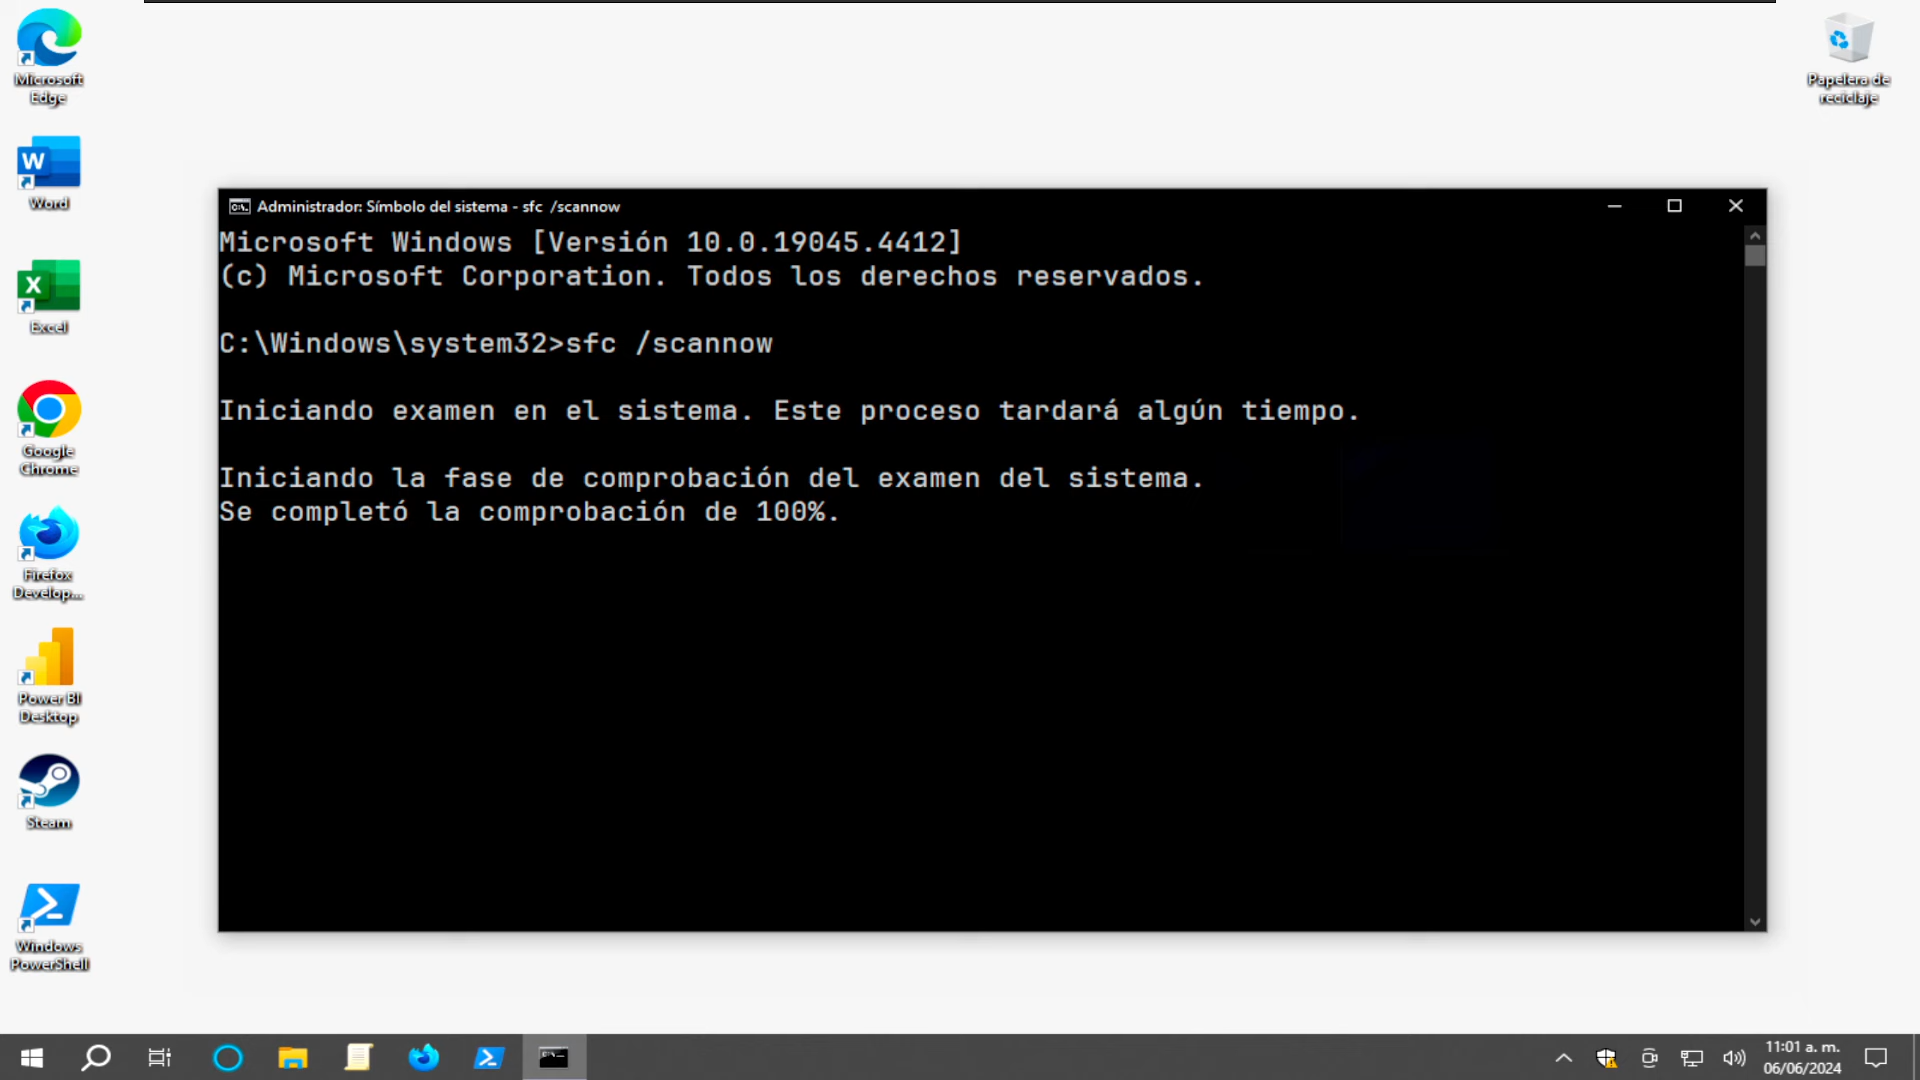 Microsoft
Edge
Word
Excel
Google
Chrome
Firefox
Develop...
Power BI
Desktop
Steam
Windows
PowerShell
Papelera de
reciclaje
Administrador: Símbolo del sistema - sfc  /scannow
Microsoft Windows [Versión 10.0.19045.4412]
(c) Microsoft Corporation. Todos los derechos reservados.
C:\Windows\system32>sfc /scannow
Iniciando examen en el sistema. Este proceso tardará algún tiempo.
Iniciando la fase de comprobación del examen del sistema.
Se completó la comprobación de 100%.
11:01 a. m.
06/06/2024